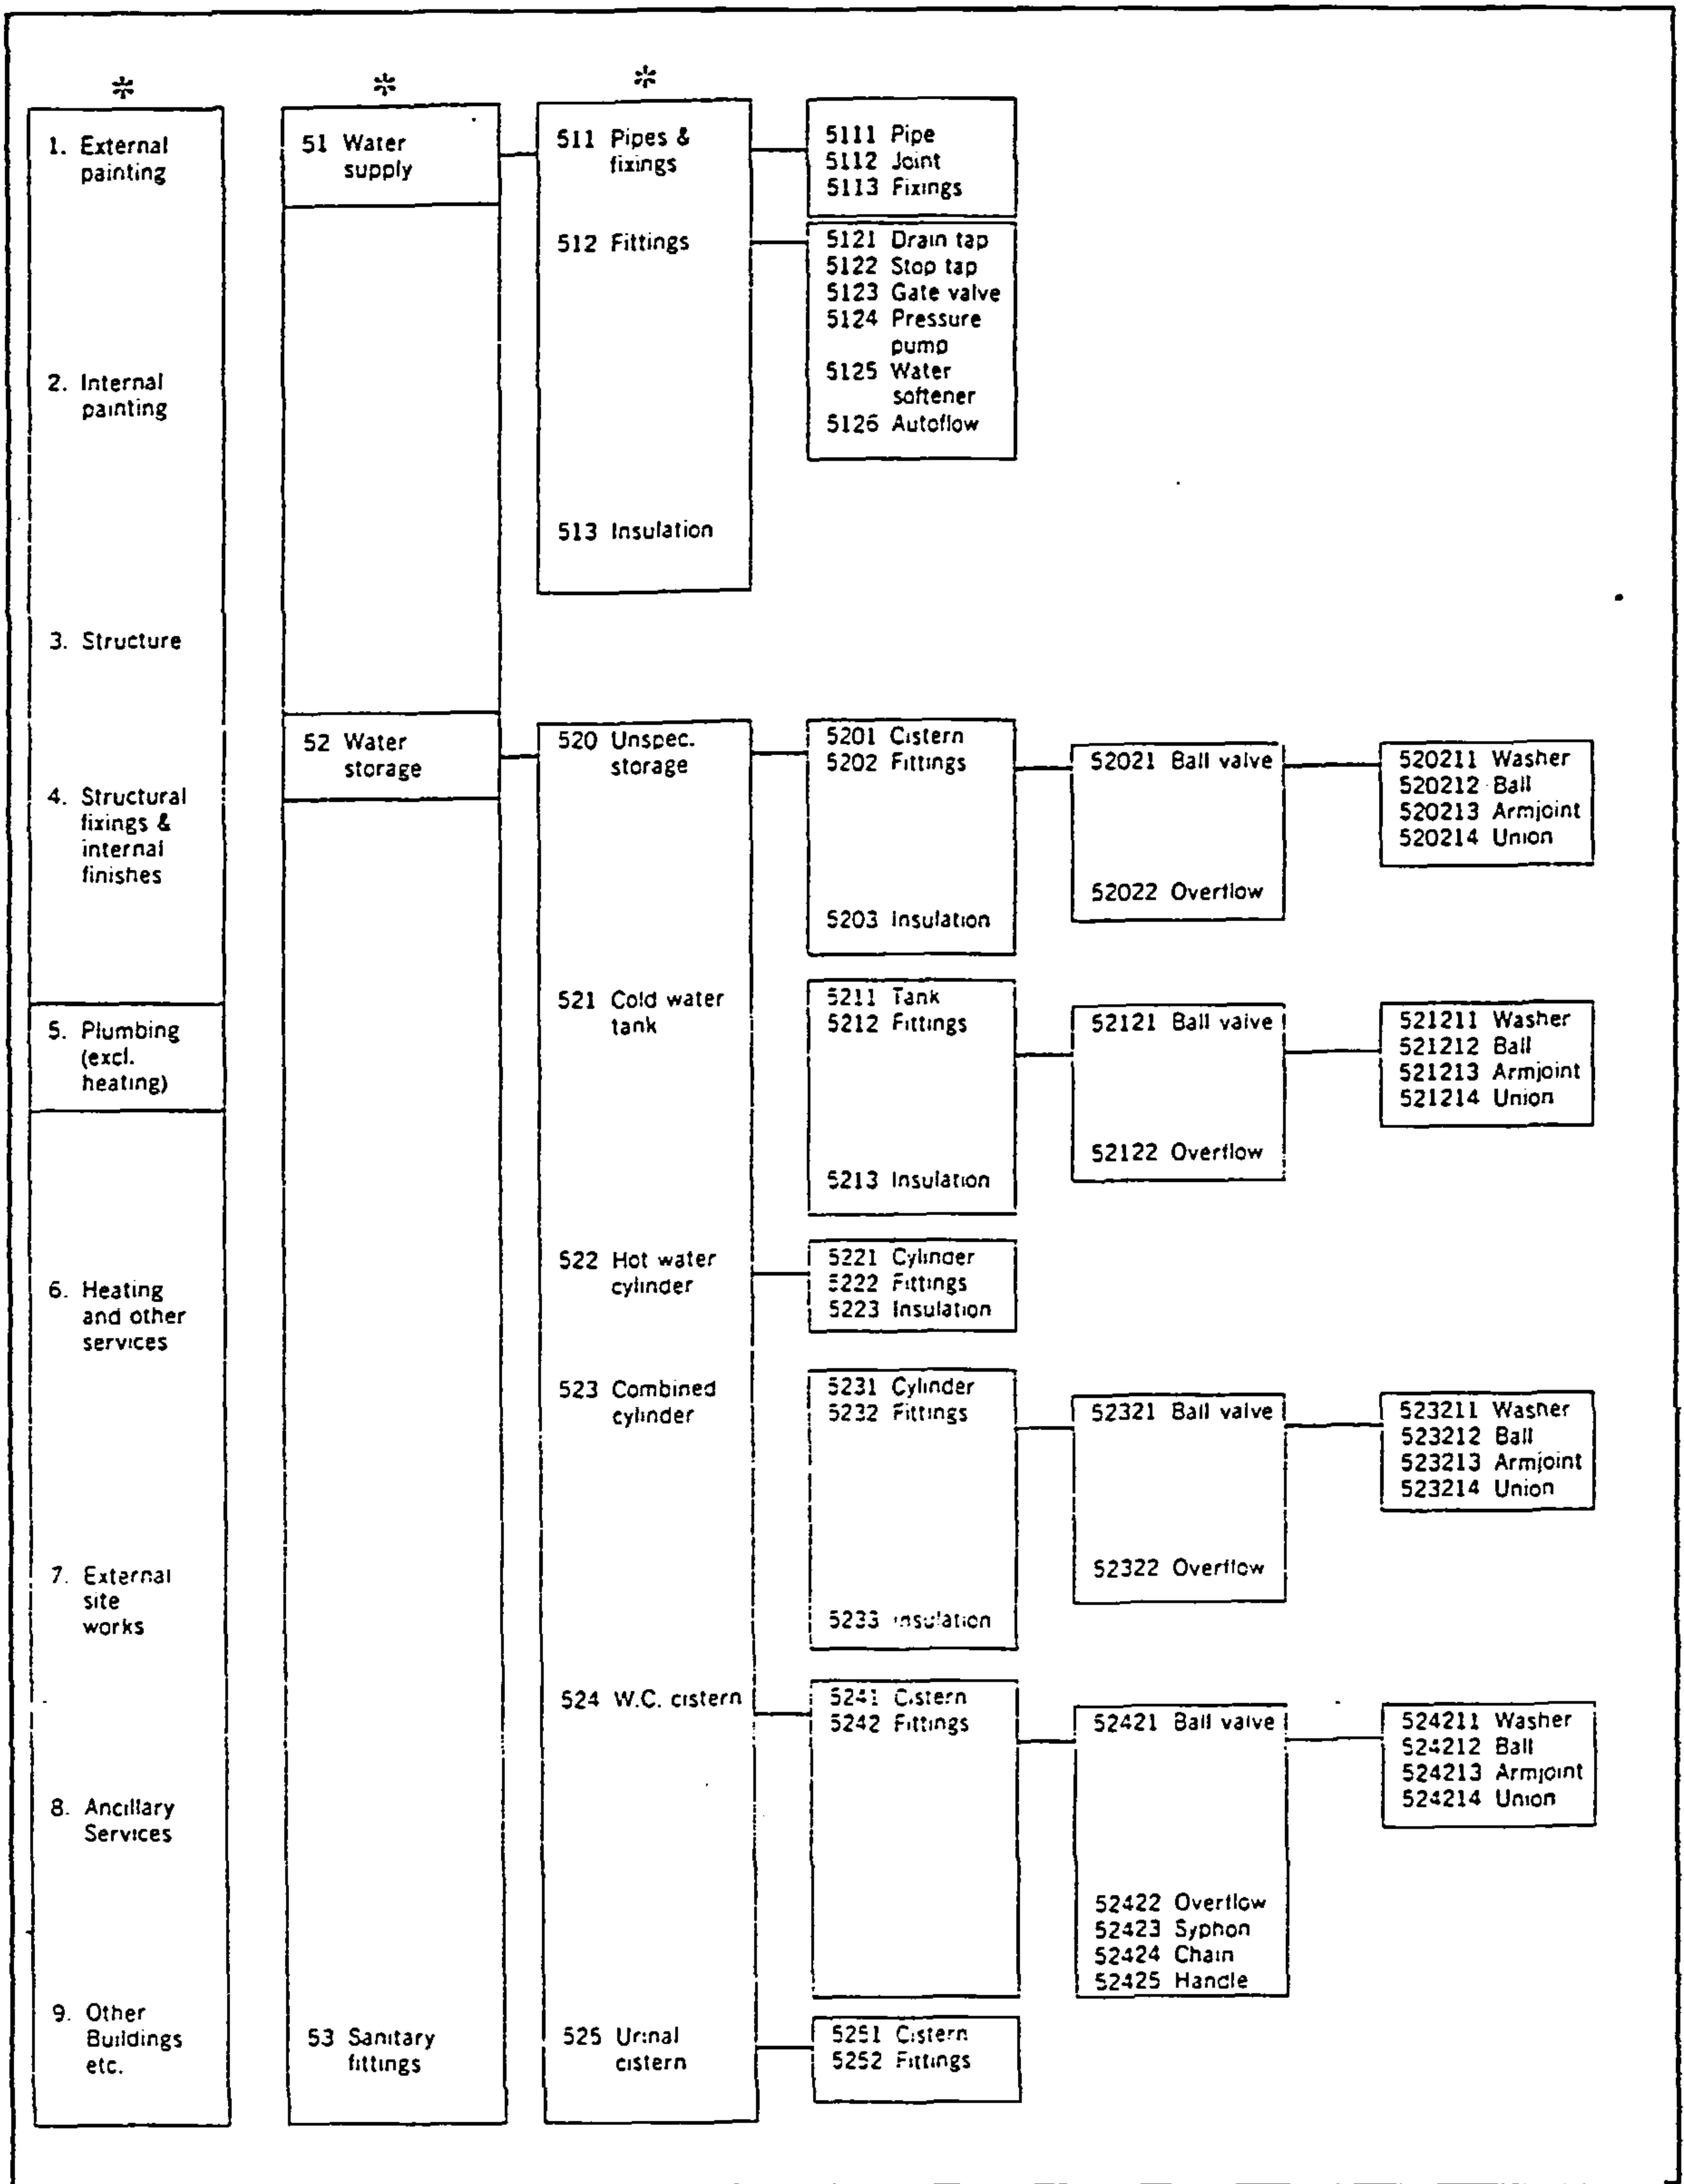 *
*
*
1. External
painting
2. Internal
painting
3. Structure
4. Structural
fixings &
internal
finishes
5. Plumbing
(excl.
heating)
6. Heating
and other
services
7. External
site
works
8. Ancillary
Services
9. Other
Buildings
etc.
51 Water
supply
52 Water
storage
53 Sanitary
fittings
511 Pipes &
fixings
512 Fittings
513 Insulation
520 Unspec.
storage
521 Cold water
tank
522 Hot water
cylinder
523 Combined
cylinder
524 W.C. cistern
525 Urinal
cistern
5111 Pipe
5112 Joint
5113 Fixings
5121 Drain tap
5122 Stop tap
5123 Gate valve
5124 Pressure
pump
5125 Water
softener
5126 Autoflow
5201 Cistern
5202 Fittings
5203 Insulation
5211 Tank
5212 Fittings
5213 Insulation
5221 Cylinder
5222 Fittings
5223 Insulation
5231 Cylinder
5232 Fittings
5233 Insulation
5241 Cistern
5242 Fittings
5251 Cistern
5252 Fittings
52021 Ball valve
52022 Overflow
52121 Ball valve
52122 Overflow
52321 Ball valve
52322 Overflow
52421 Ball valve
52422 Overflow
52423 Syphon
52424 Chain
52425 Handle
520211 Washer
520212 Ball
520213 Armjoint
520214 Union
521211 Washer
521212 Ball
521213 Armjoint
521214 Union
523211 Washer
523212 Ball
523213 Armjoint
523214 Union
524211 Washer
524212 Ball
524213 Armjoint
524214 Union